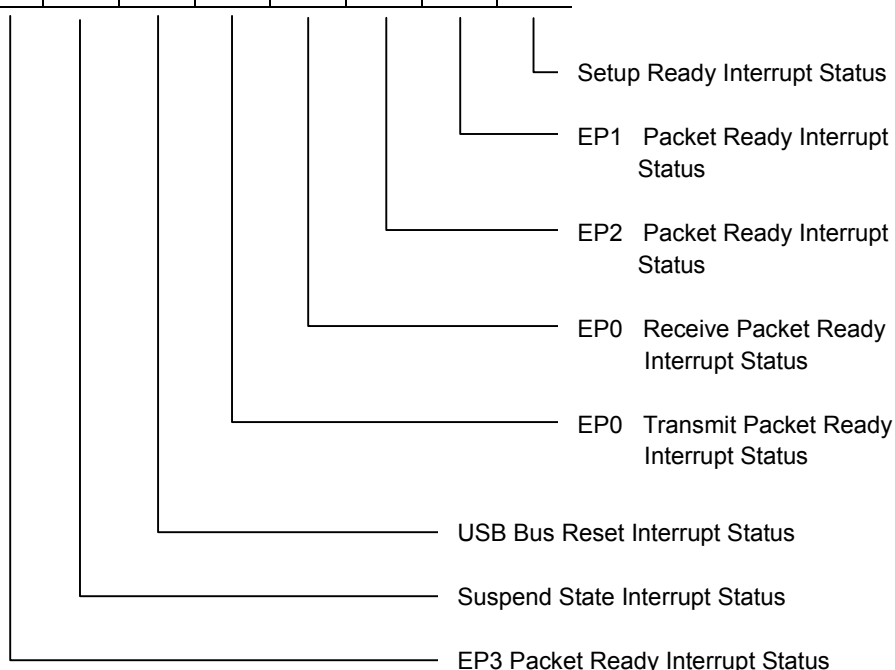 Setup Ready Interrupt Status
EP1 Packet Ready Interrupt
Status
EP2 Packet Ready Interrupt
Status
EP0 Receive Packet Ready
Interrupt Status
EP0 Transmit Packet Ready
Interrupt Status
USB Bus Reset Interrupt Status
Suspend State Interrupt Status
EP3 Packet Ready Interrupt Status